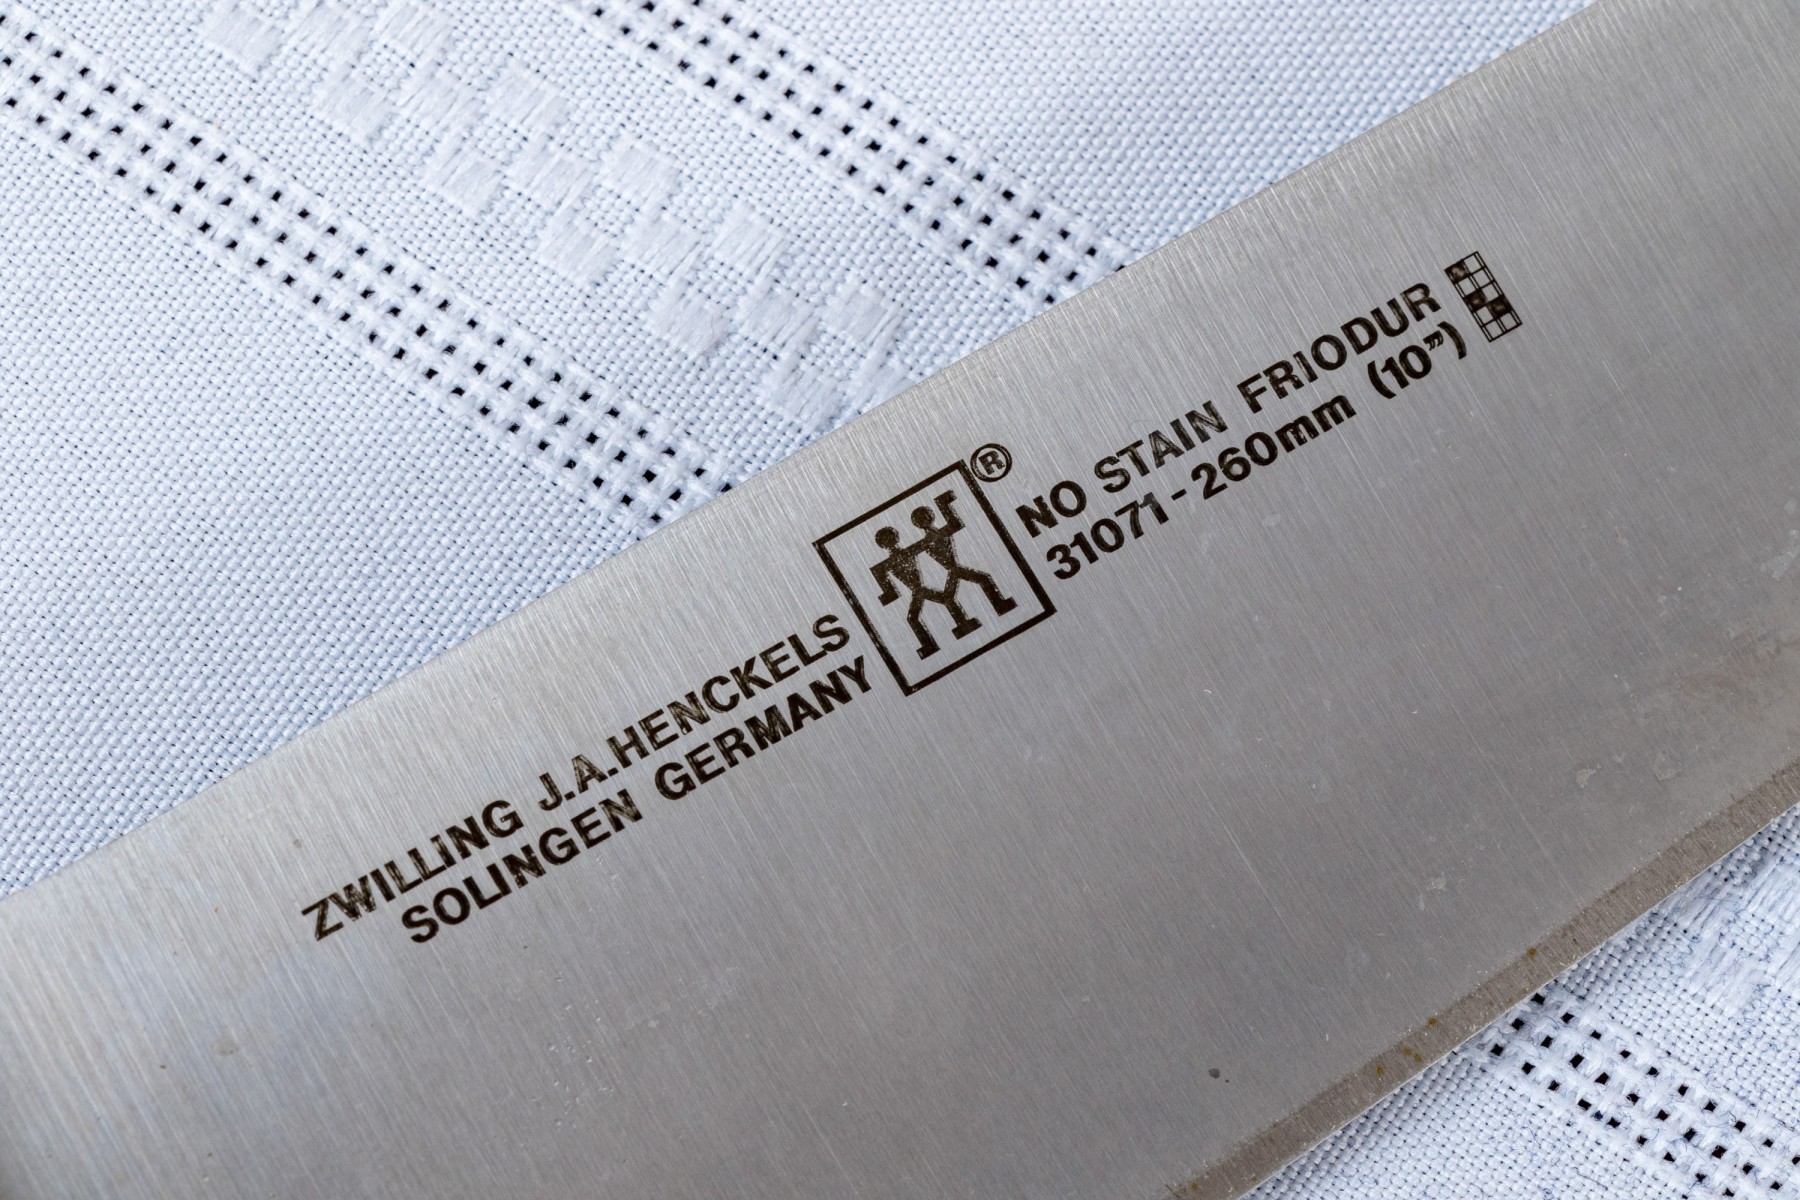 ZWILLING J.A.HENCKELS
SOLINGEN GERMANY
®
NO STAIN FRIODUR
31071-260mm (10”’)